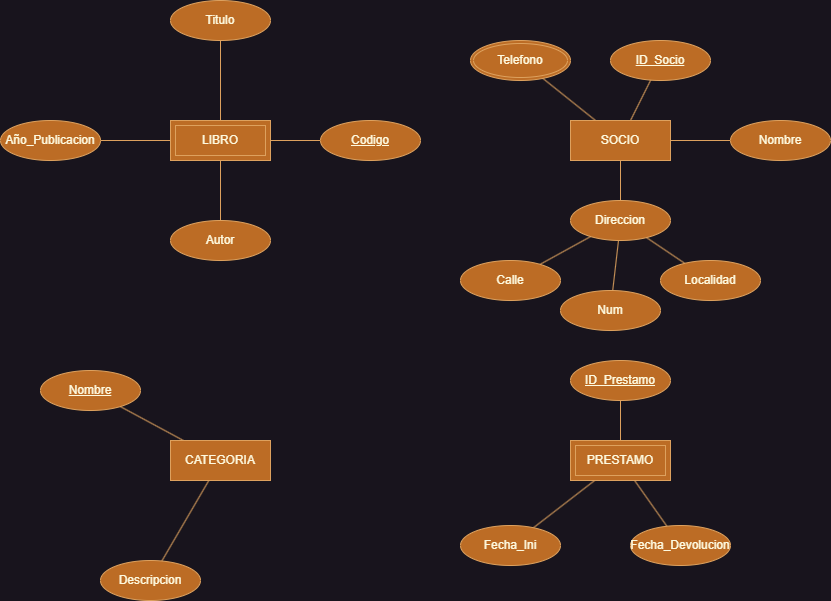 Titulo
Telefono
ID_Socio
Año_Publicacion
LIBRO
Codigo
SOCIO
Nombre
Autor
Direccion
Calle
Localidad
Num
Nombre
ID_Prestamo
CATEGORIA
PRESTAMO
Fecha_Ini
Fecha_Devolucion
Descripcion